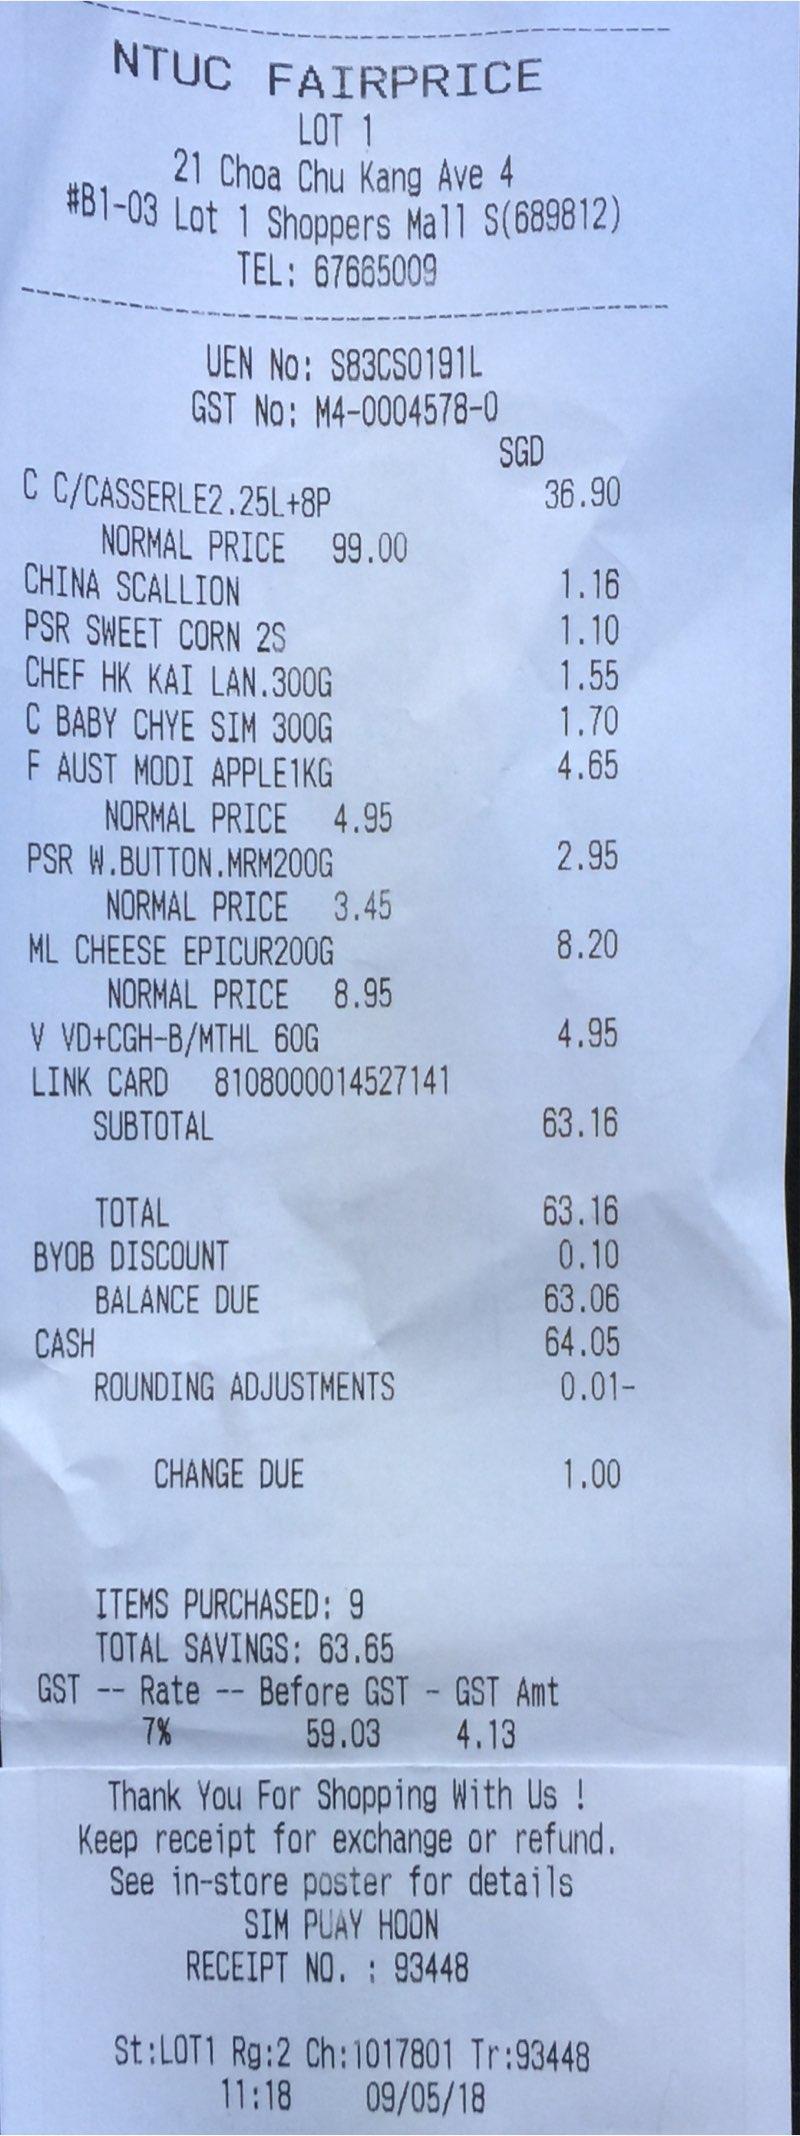 NTUC FAIRPRICE
LOT 1
21 Choa Chu Kang Ave 4
#B1-03 Lot 1 Shoppers Mall S(689812)
TEL: 67665009
UEN No: S83CS0191L
GST No: M4-0004578-0
SGD
C C/CASSERLE2.25L+8P 36.90
NORMAL PRICE 99.00
CHINA SCALLION 1.16
PSR SWEET CORN 2S 1.10
CHEF HK KAI LAN.300G 1.55
C BABY CHYE SIM 300G 1.70
F AUST MODI APPLE1KG 4.65
NORMAL PRICE 4.95
PSR W.BUTTON.MRM200G 2.95
NORMAL PRICE 3.45
ML CHEESE EPICUR200G 8.20
NORMAL PRICE 8.95
V VD+CGH-B/MTHL 60G 4.95
LINK CARD 8108000014527141
SUBTOTAL 63.16
TOTAL 63.16
BYOB DISCOUNT 0.10
BALANCE DUE 63.06
CASH 64.05
ROUNDING ADJUSTMENTS 0.01-
CHANGE DUE 1.00
ITEMS PURCHASED: 9
TOTAL SAVINGS: 63.65
GST -- Rate -- Before GST - GST Amt
7% 59.03 4.13
Thank You For Shopping With Us !
Keep receipt for exchange or refund.
See in-store poster for details
SIM PUAY HOON
RECEIPT NO. : 93448
St:LOT1 Rg:2 Ch:1017801 Tr:93448
11:18 09/05/18